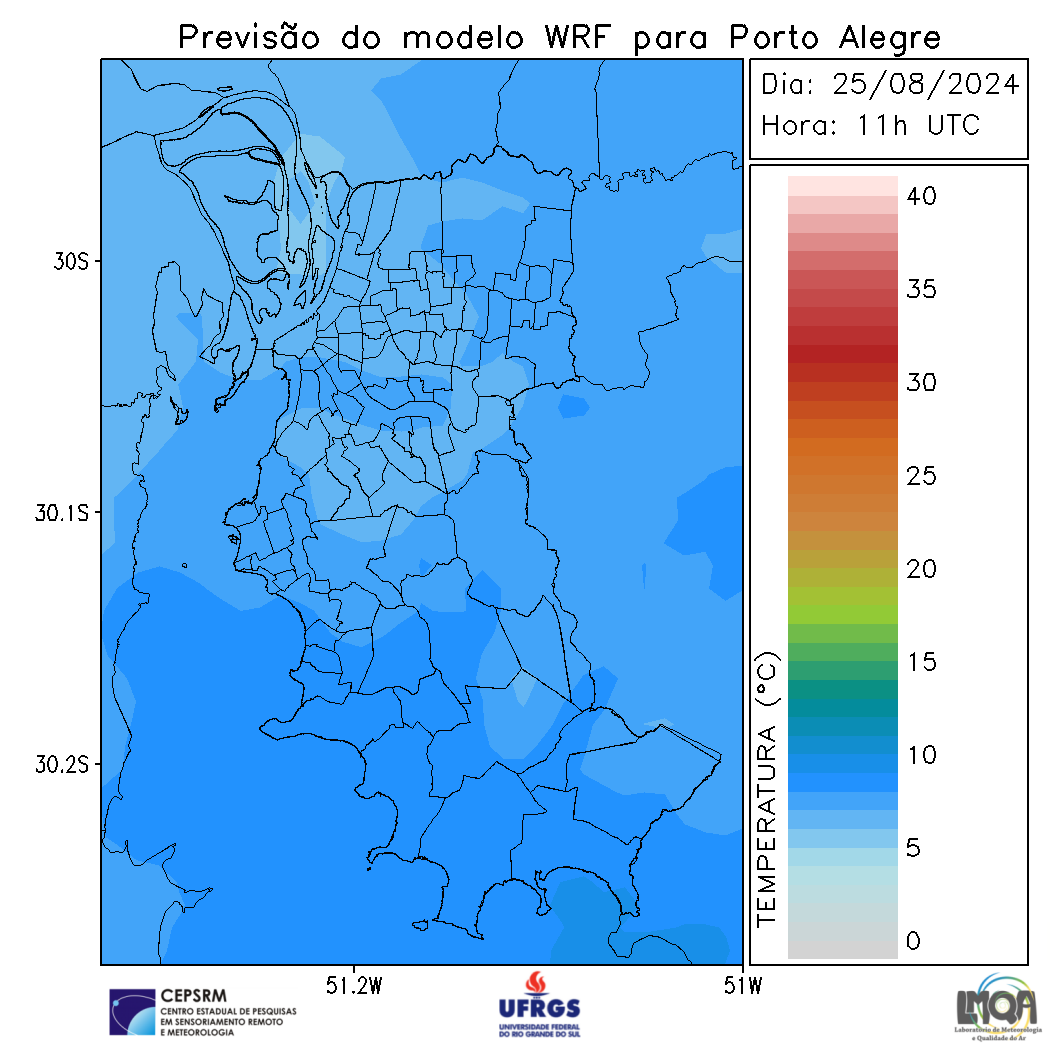 Previsão do modelo WRF para Porto Alegre
Dia: 25/08/2024
Hora: 11h UTC
40
35
30
25
20
15
10
5
0
TEMPERATURA (°C)
30S
30.1S
30.2S
51.2W
51W
CEPSRM
CENTRO ESTADUAL DE PESQUISAS
EM SENSORIAMENTO REMOTO
E METEOROLOGIA
UFRGS
UNIVERSIDADE FEDERAL
DO RIO GRANDE DO SUL
LMQA
Laboratório de Meteorologia
e Qualidade do Ar